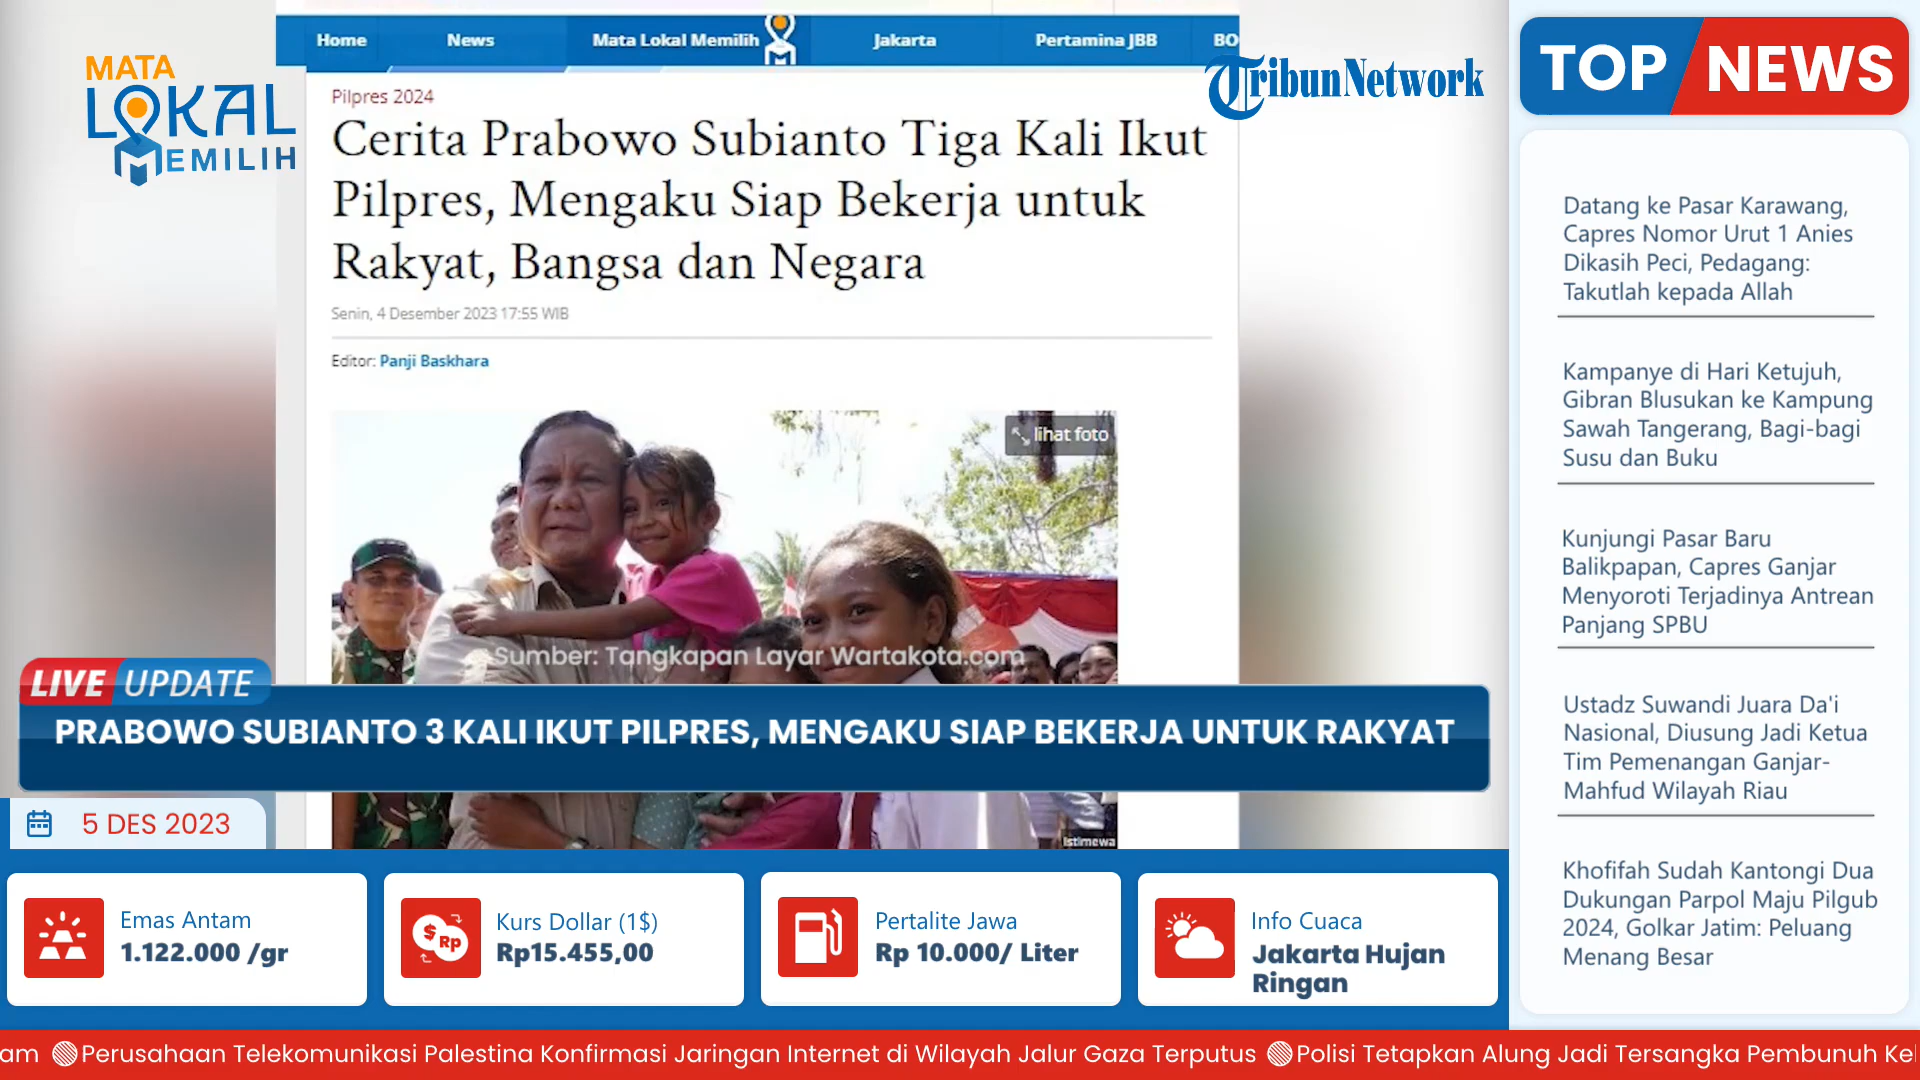 Home
News
Mata Lokal Memilih
Jakarta
Pertamina JBB
MATA
LOKAL
MEMILIH
TribunNetwork
Pilpres 2024
Cerita Prabowo Subianto Tiga Kali Ikut
Pilpres, Mengaku Siap Bekerja untuk
Rakyat, Bangsa dan Negara
Senin, 4 Desember 2023 17:55 WIB
Editor: Panji Baskhara
lihat foto
Sumber: Tangkapan Layar Wartakota.com
LIVE UPDATE
PRABOWO SUBIANTO 3 KALI IKUT PILPRES, MENGAKU SIAP BEKERJA UNTUK RAKYAT
Istimewa
5 DES 2023
Emas Antam
1.122.000 /gr
Kurs Dollar (1$)
Rp15.455,00
Pertalite Jawa
Rp 10.000/ Liter
Info Cuaca
Jakarta Hujan
Ringan
TOP NEWS
Datang ke Pasar Karawang,
Capres Nomor Urut 1 Anies
Dikasih Peci, Pedagang:
Takutlah kepada Allah
Kampanye di Hari Ketujuh,
Gibran Blusukan ke Kampung
Sawah Tangerang, Bagi-bagi
Susu dan Buku
Kunjungi Pasar Baru
Balikpapan, Capres Ganjar
Menyoroti Terjadinya Antrean
Panjang SPBU
Ustadz Suwandi Juara Da'i
Nasional, Diusung Jadi Ketua
Tim Pemenangan Ganjar-
Mahfud Wilayah Riau
Khofifah Sudah Kantongi Dua
Dukungan Parpol Maju Pilgub
2024, Golkar Jatim: Peluang
Menang Besar
am Perusahaan Telekomunikasi Palestina Konfirmasi Jaringan Internet di Wilayah Jalur Gaza Terputus Polisi Tetapkan Alung Jadi Tersangka Pembunuh